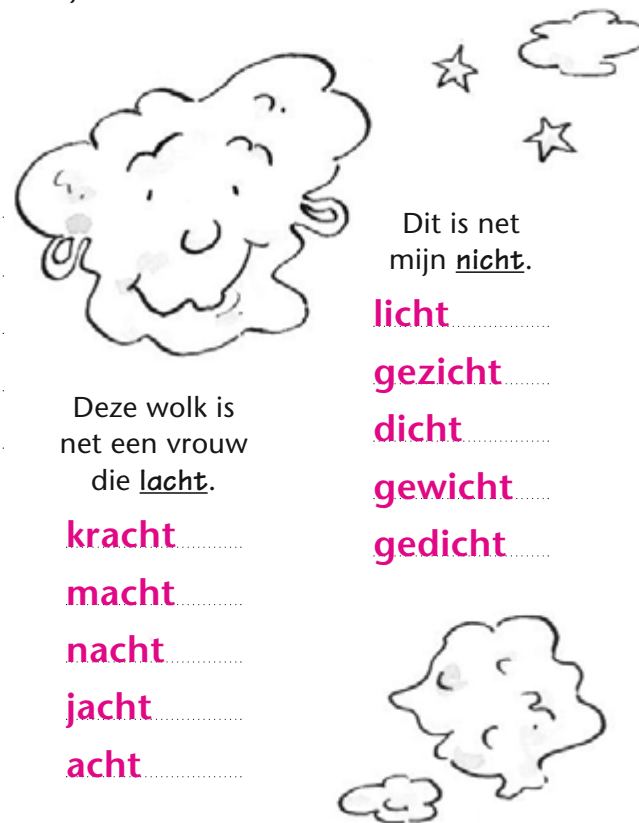 Deze wolk is
net een vrouw
die lacht.
kracht
macht
nacht
jacht
acht
Dit is net
mijn nicht.
licht
gezicht
dicht
gewicht
gedicht